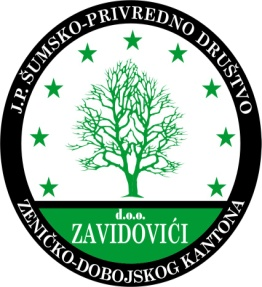 J.P. ŠUMSKO-PRIVREDNO DRUŠTVO
d.o.o.
ZAVIDOVIĆI
ZENIČKO-DOBOJSKOG KANTONA